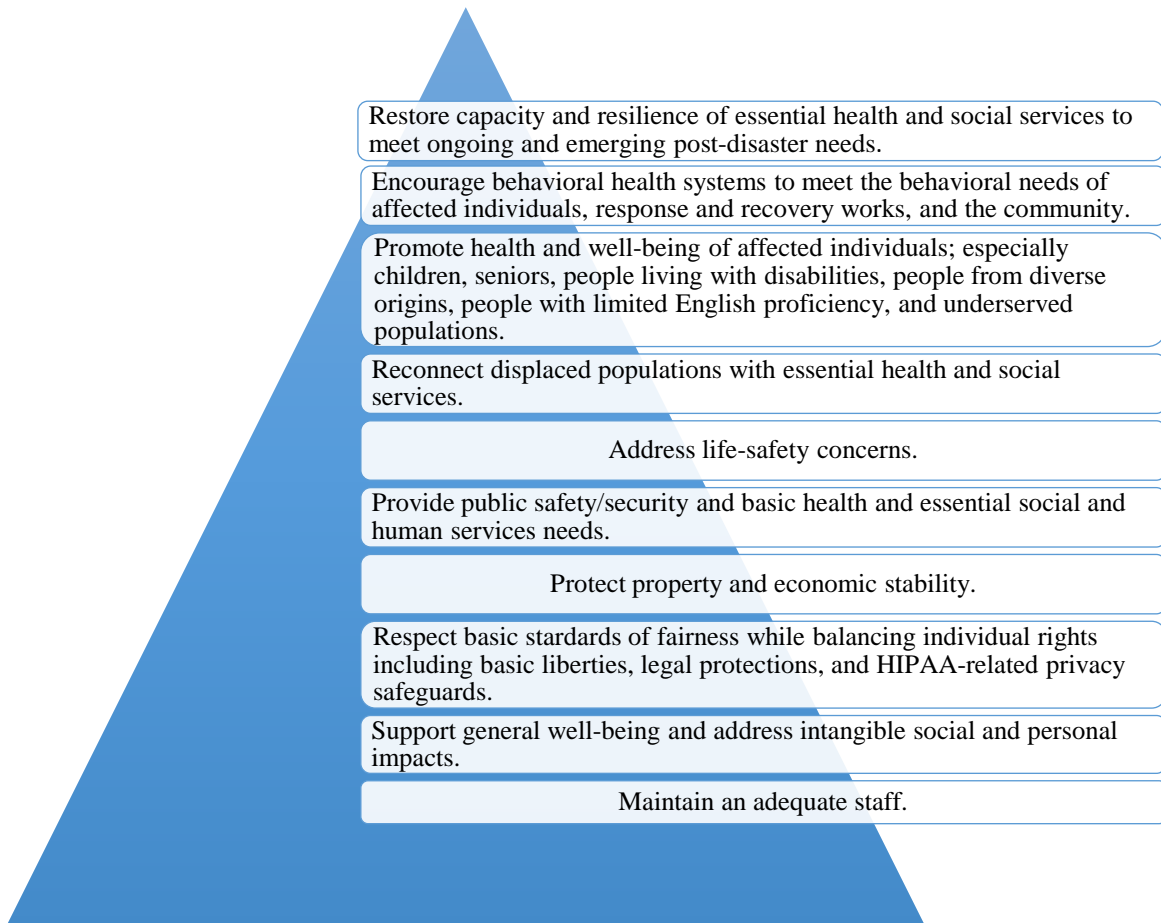 Restore capacity and resilience of essential health and social services to
meet ongoing and emerging post-disaster needs.
Encourage behavioral health systems to meet the behavioral needs of
affected individuals, response and recovery works, and the community.
Promote health and well-being of affected individuals; especially
children, seniors, people living with disabilities, people from diverse
origins, people with limited English proficiency, and underserved
populations.
Reconnect displaced populations with essential health and social
services.
Address life-safety concerns.
Provide public safety/security and basic health and essential social and
human services needs.
Protect property and economic stability.
Respect basic stardards of fairness while balancing individual rights
including basic liberties, legal protections, and HIPAA-related privacy
safeguards.
Support general well-being and address intangible social and personal
impacts.
Maintain an adequate staff.